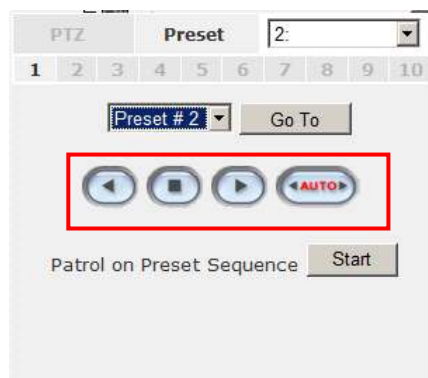 PTZ Preset 2:
1 2 3 4 5 6 7 8 9 10
Preset # 2 Go To
AUTO
Patrol on Preset Sequence Start